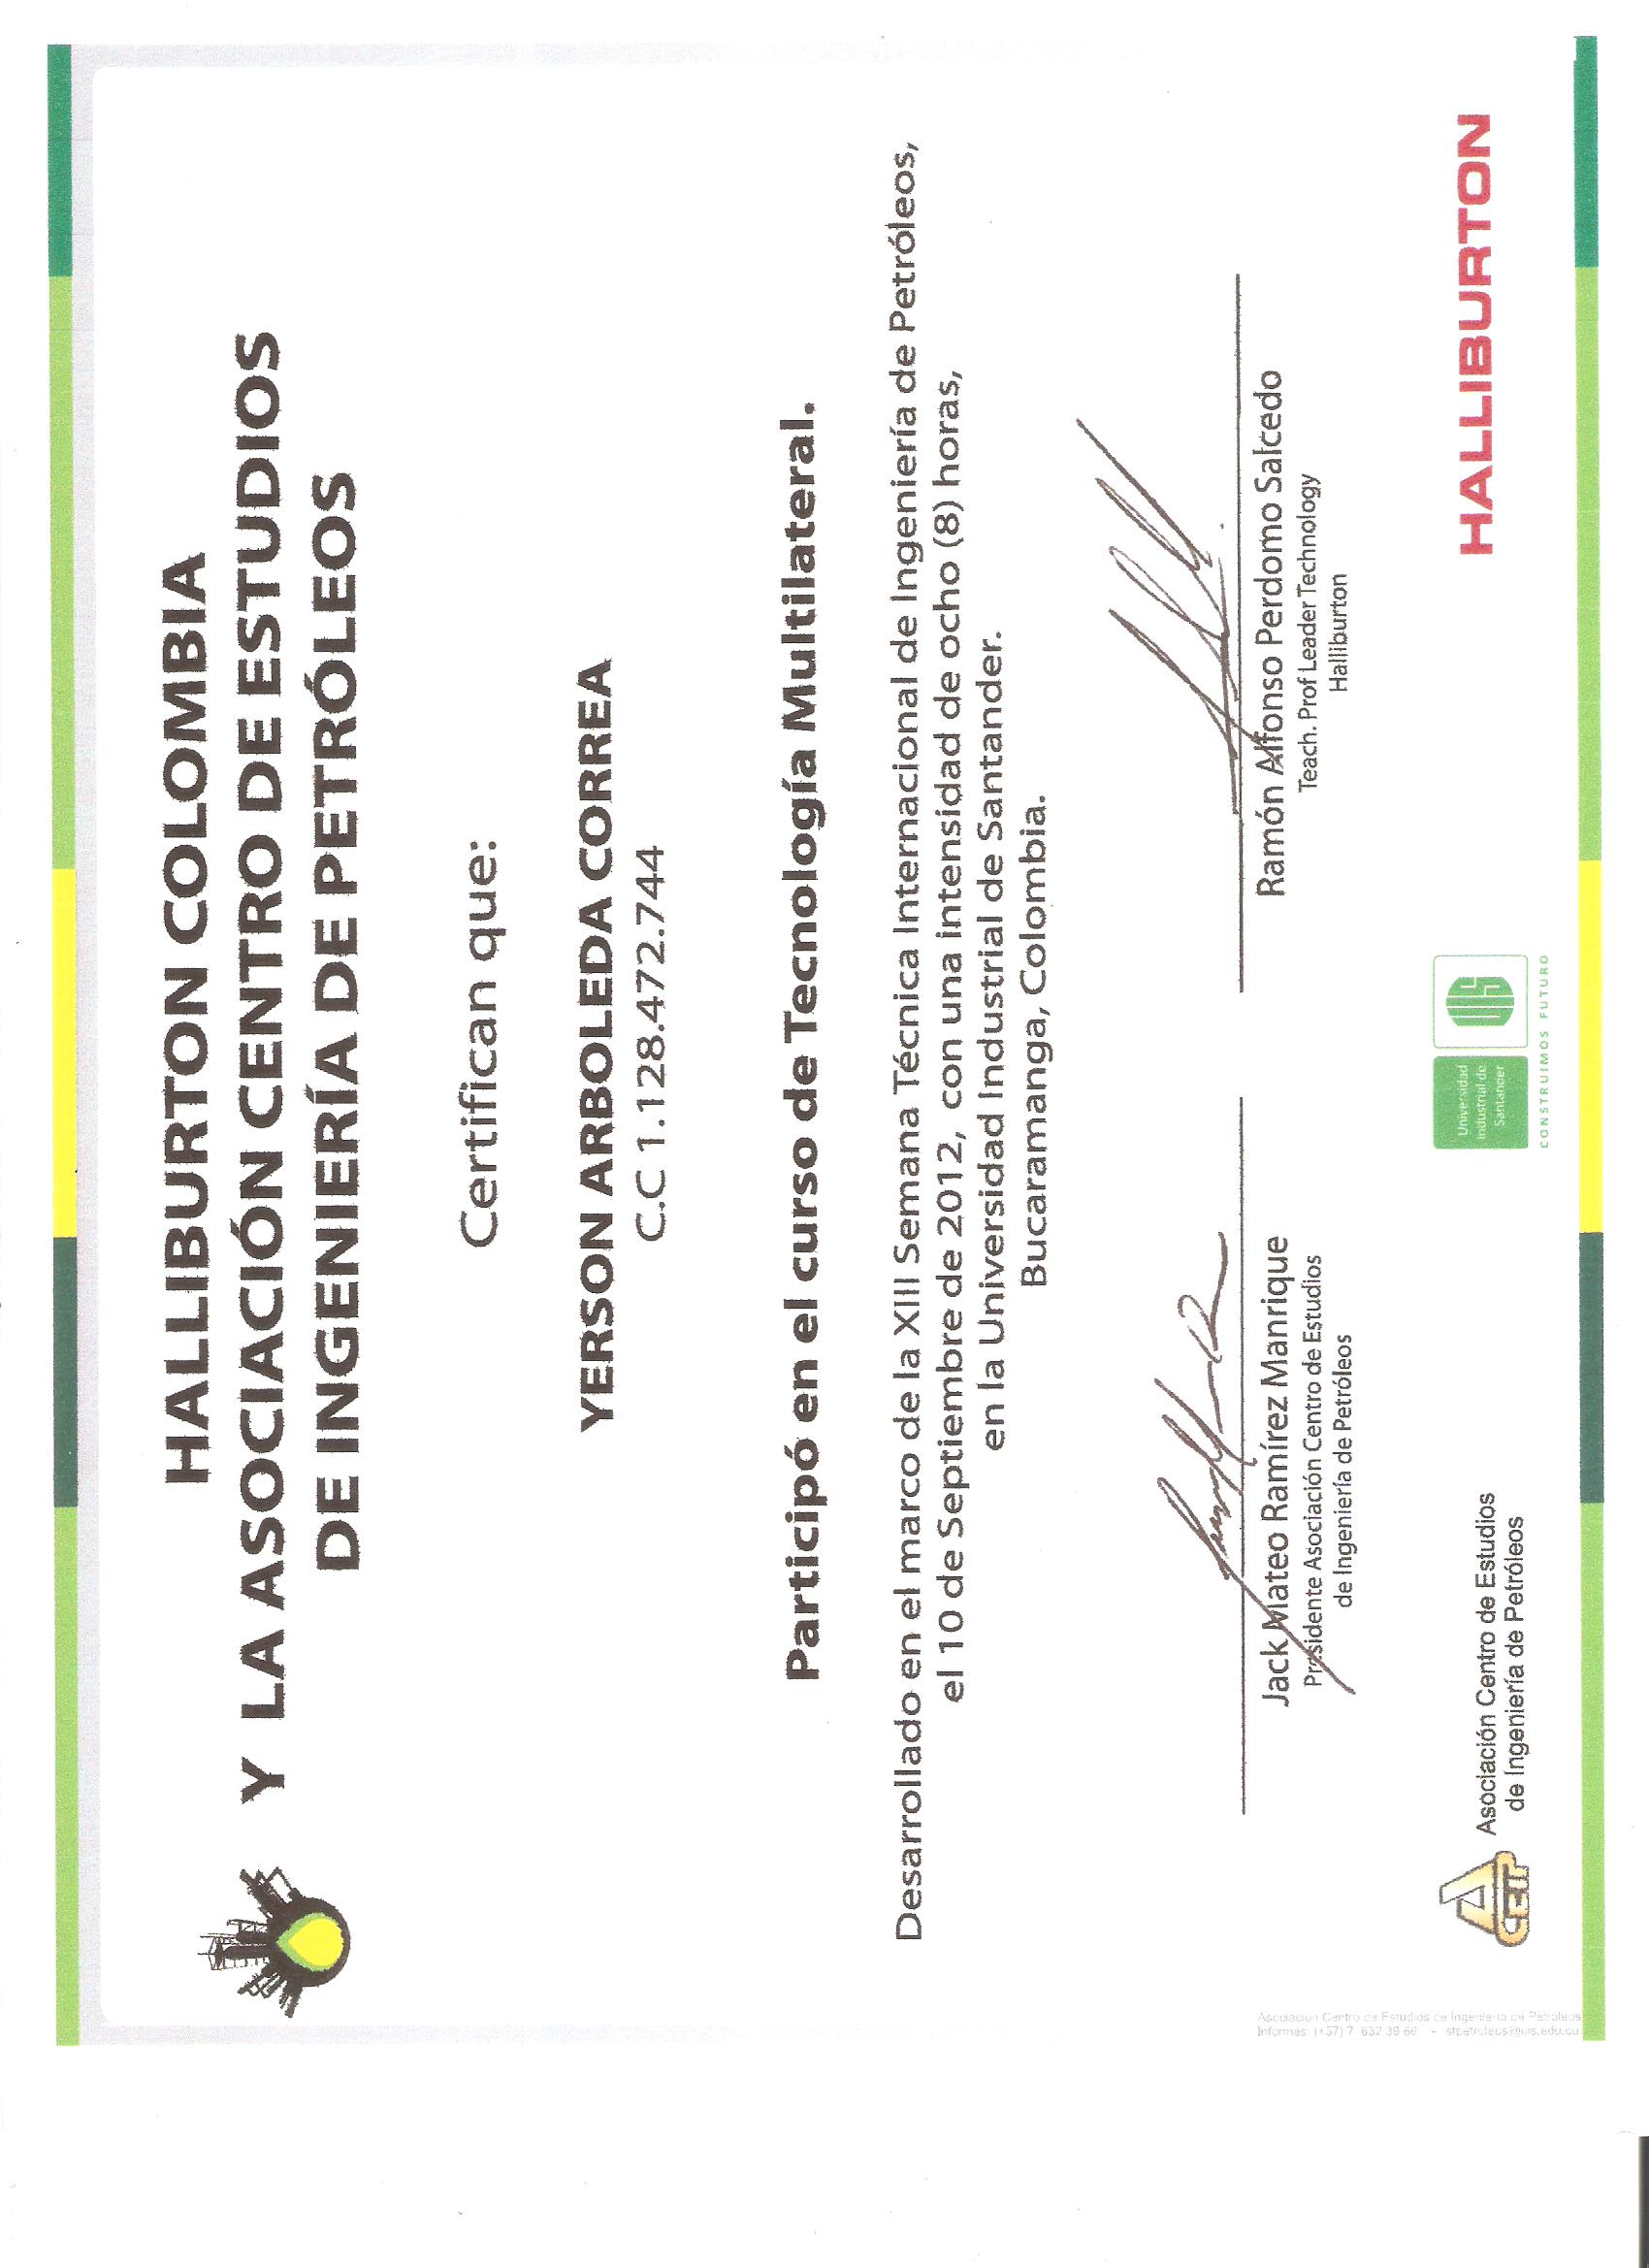 HALLIBURTON COLOMBIA
Y LA ASOCIACIÓN CENTRO DE ESTUDIOS
DE INGENIERÍA DE PETRÓLEOS
Certifican que:
YERSON ARBOLEDA CORREA
C.C 1.128.472.744
Participó en el curso de Tecnología Multilateral.
Desarrollado en el marco de la XIII Semana Técnica Internacional de Ingeniería de Petróleos,
el 10 de Septiembre de 2012, con una intensidad de ocho (8) horas,
en la Universidad Industrial de Santander.
Bucaramanga, Colombia.
Jack Mateo Ramírez Manrique
Presidente Asociación Centro de Estudios
de Ingeniería de Petróleos
Ramón Alfonso Perdomo Salcedo
Teach. Prof Leader Technology
Halliburton
Asociación Centro de Estudios de Ingeniería de Petróleos
Informes: (+57) 7 632 39 66 - stpetroleos@uis.edu.co
ACEIP
Asociación Centro de Estudios
de Ingeniería de Petróleos
Universidad
Industrial de
Santander
UIS
CONSTRUIMOS FUTURO
HALLIBURTON